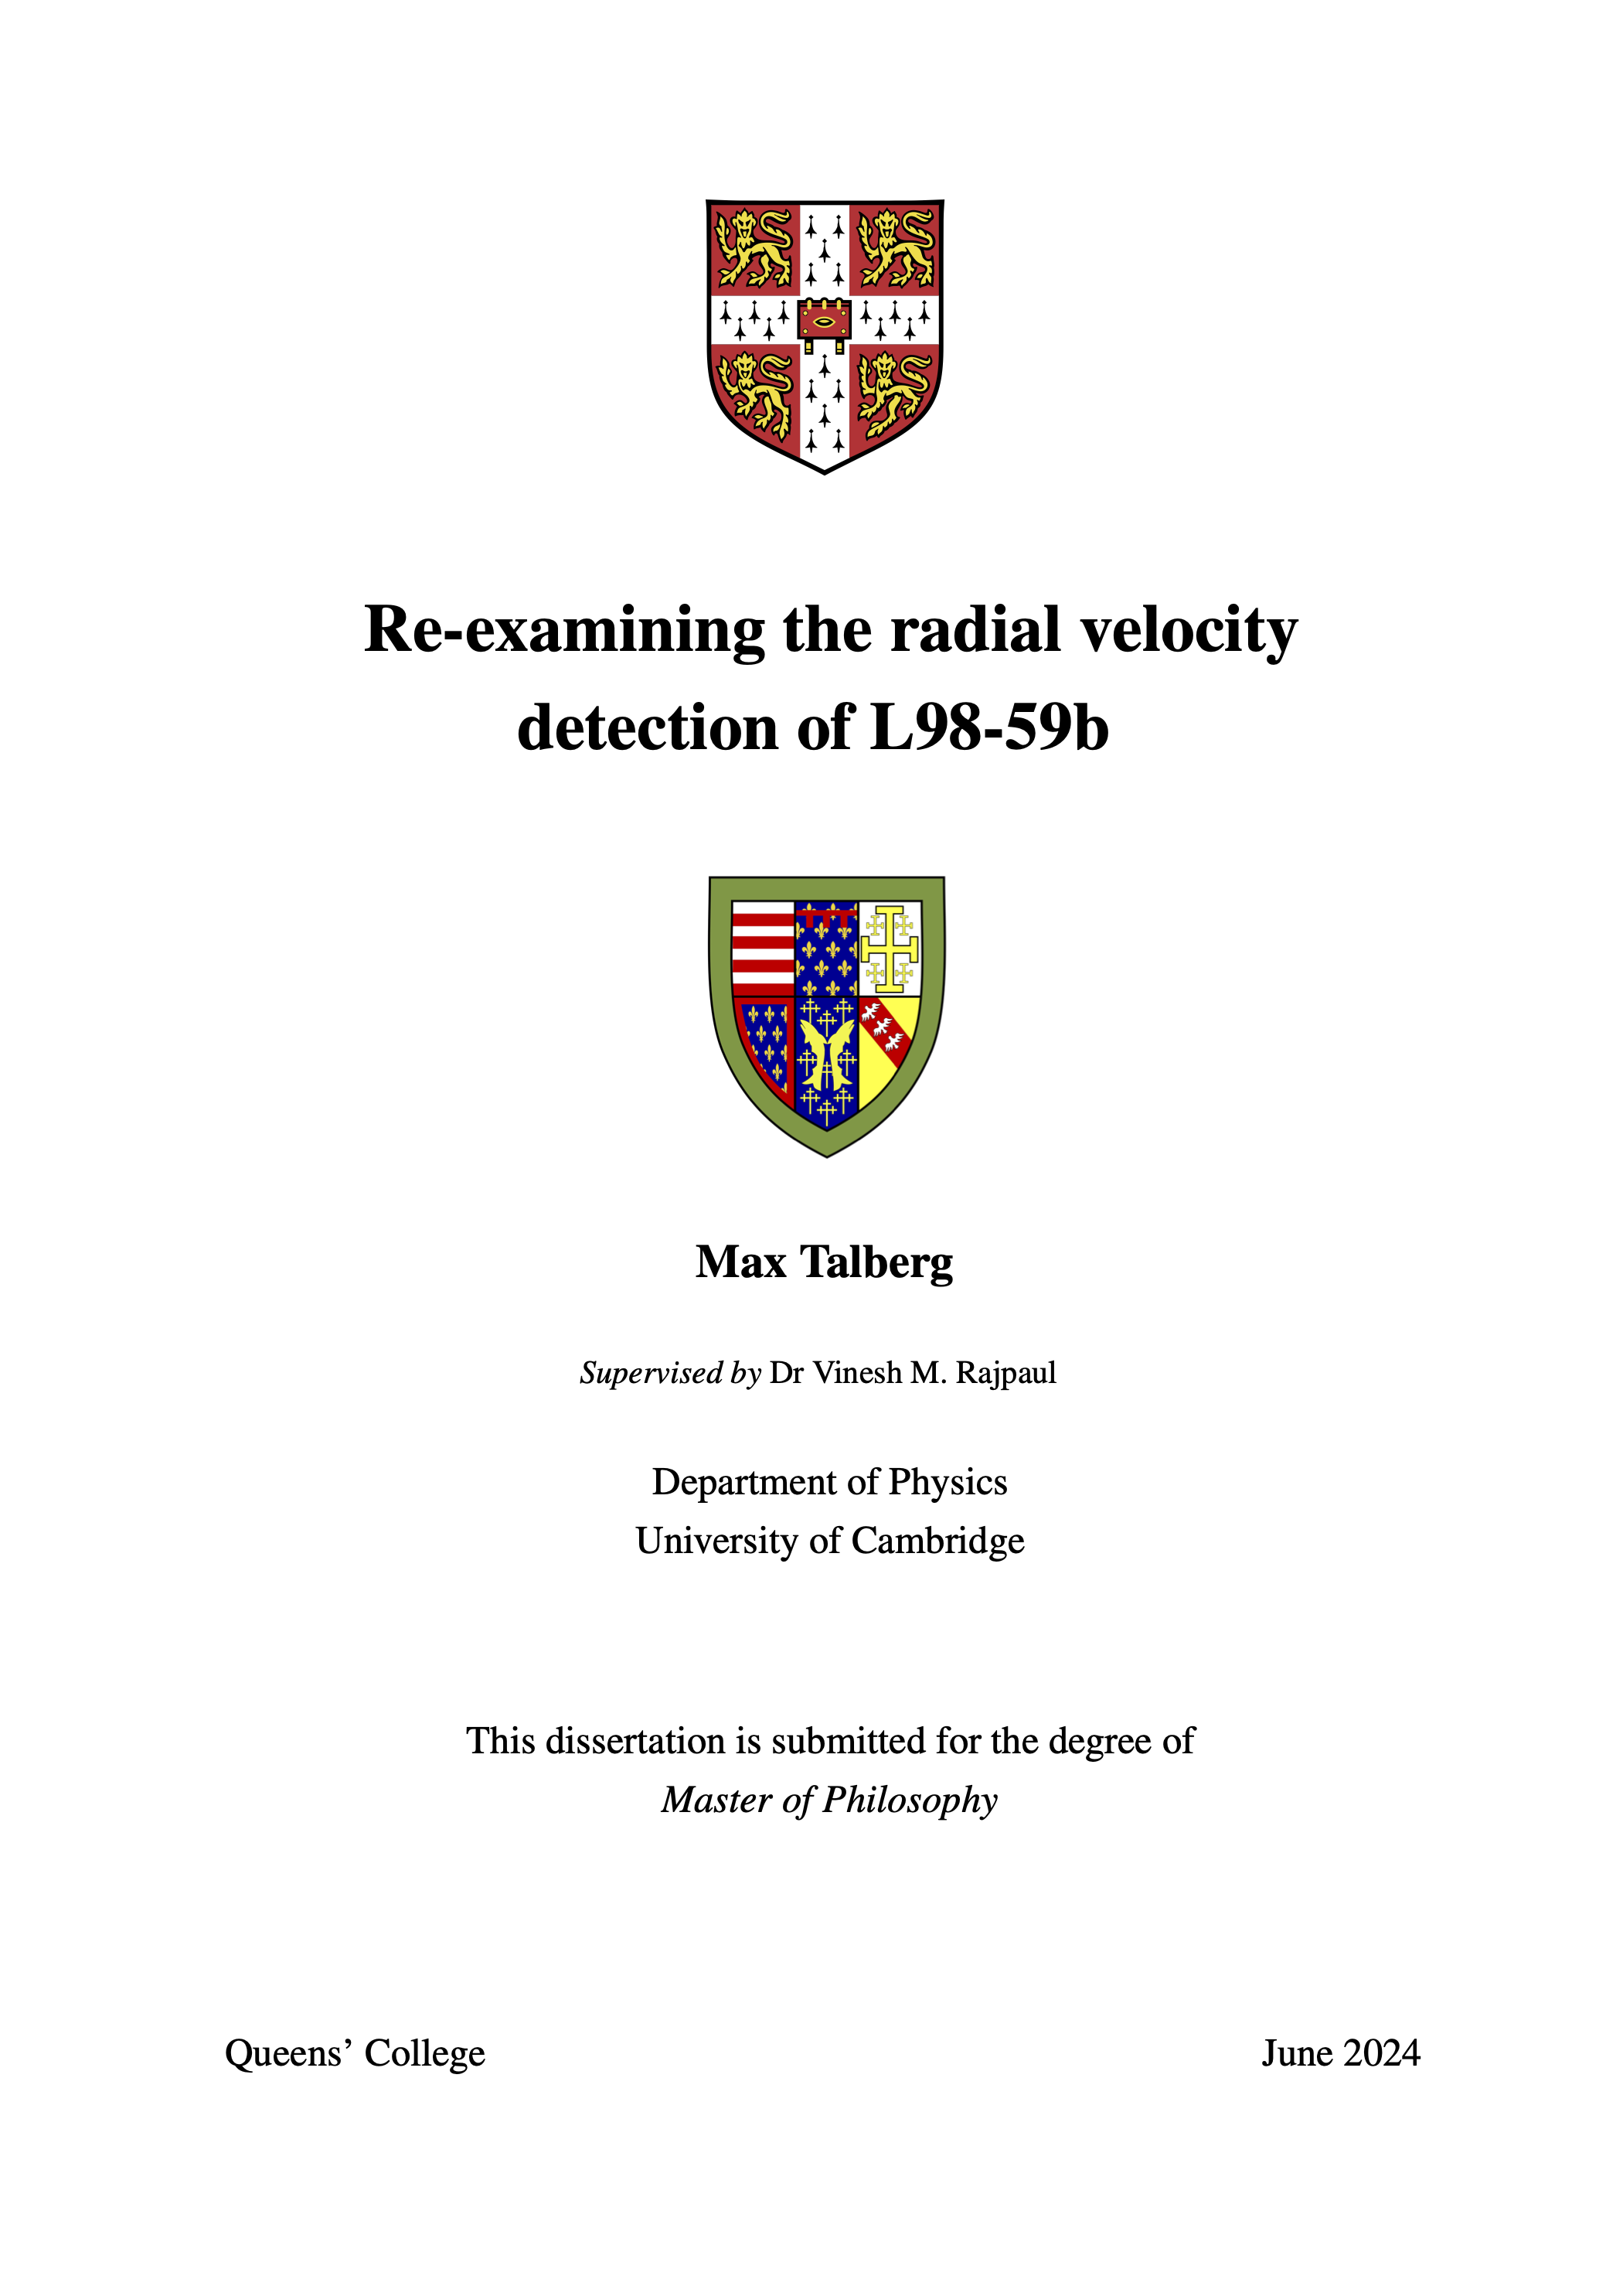 Re-examining the radial velocity
detection of L98-59b
Max Talberg
Supervised by Dr Vinesh M. Rajpaul
Department of Physics
University of Cambridge
This dissertation is submitted for the degree of
Master of Philosophy
Queens’ College June 2024